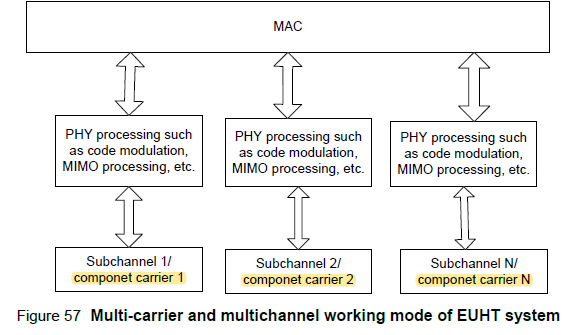 MAC
PHY processing such
as code modulation,
MIMO processing, etc.
PHY processing such
as code modulation,
MIMO processing, etc.
PHY processing such
as code modulation,
MIMO processing, etc.
Subchannel 1/
componet carrier 1
Subchannel 2/
componet carrier 2
Subchannel N/
componet carrier N
Figure 57 Multi-carrier and multichannel working mode of EUHT system